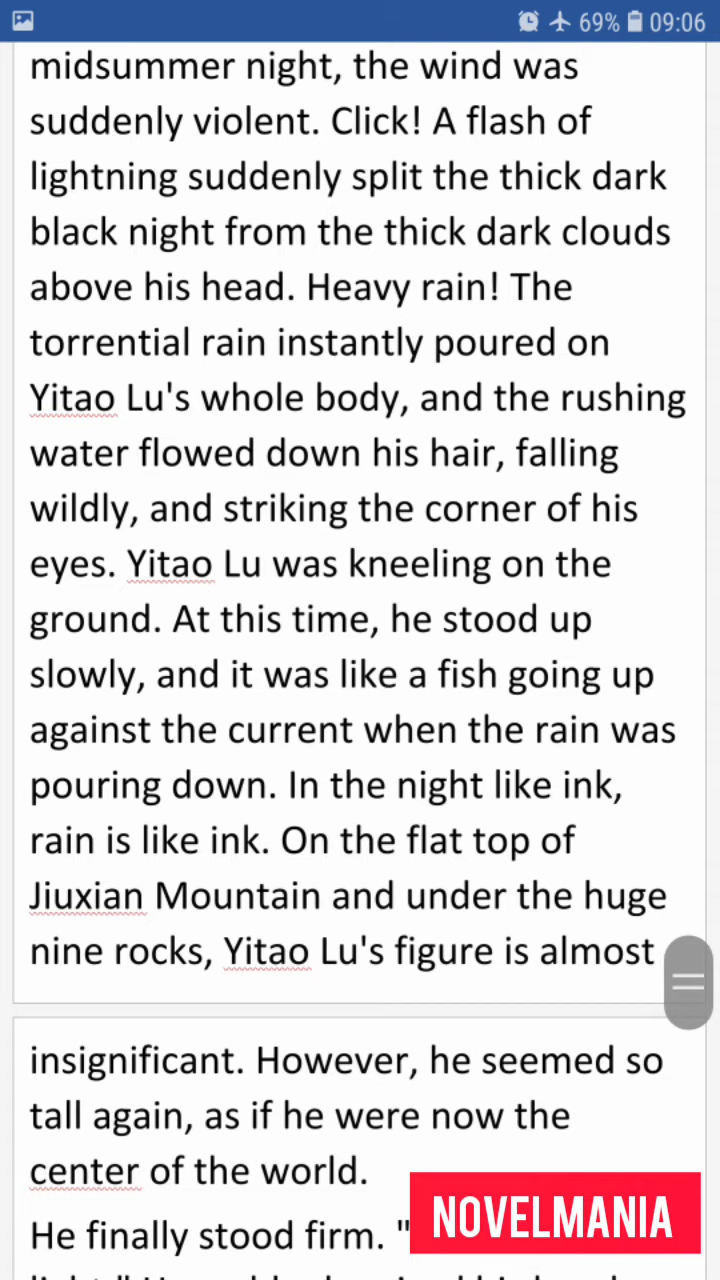 69% 09:06
midsummer night, the wind was
suddenly violent. Click! A flash of
lightning suddenly split the thick dark
black night from the thick dark clouds
above his head. Heavy rain! The
torrential rain instantly poured on
Yitao Lu's whole body, and the rushing
water flowed down his hair, falling
wildly, and striking the corner of his
eyes. Yitao Lu was kneeling on the
ground. At this time, he stood up
slowly, and it was like a fish going up
against the current when the rain was
pouring down. In the night like ink,
rain is like ink. On the flat top of
Jiuxian Mountain and under the huge
nine rocks, Yitao Lu's figure is almost
insignificant. However, he seemed so
tall again, as if he were now the
center of the world.
He finally stood firm. "
NOVELMANIA